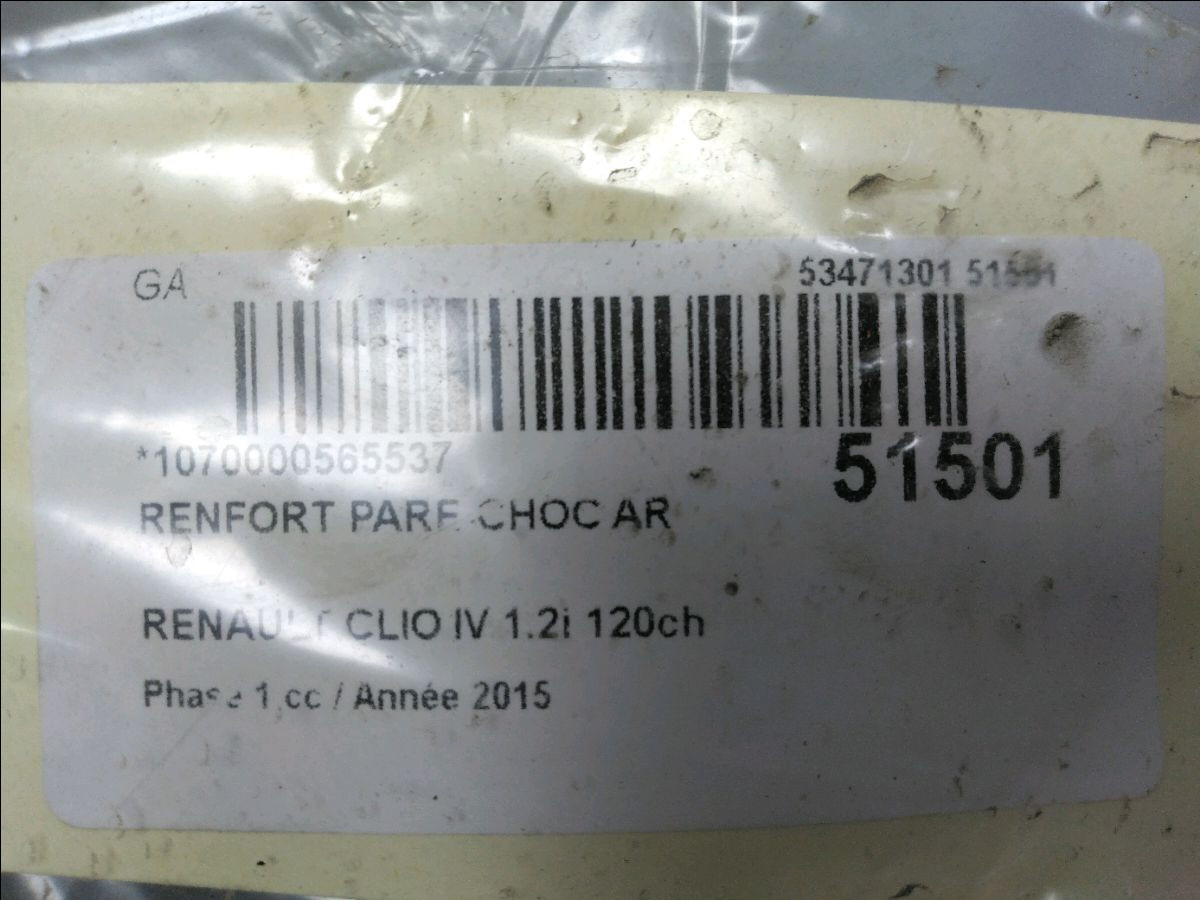 GA
53471301 51501
*1070000565537
51501
RENFORT PARE CHOC AR
RENAULT CLIO IV 1.2i 120ch
Phase 1 cc / Année 2015